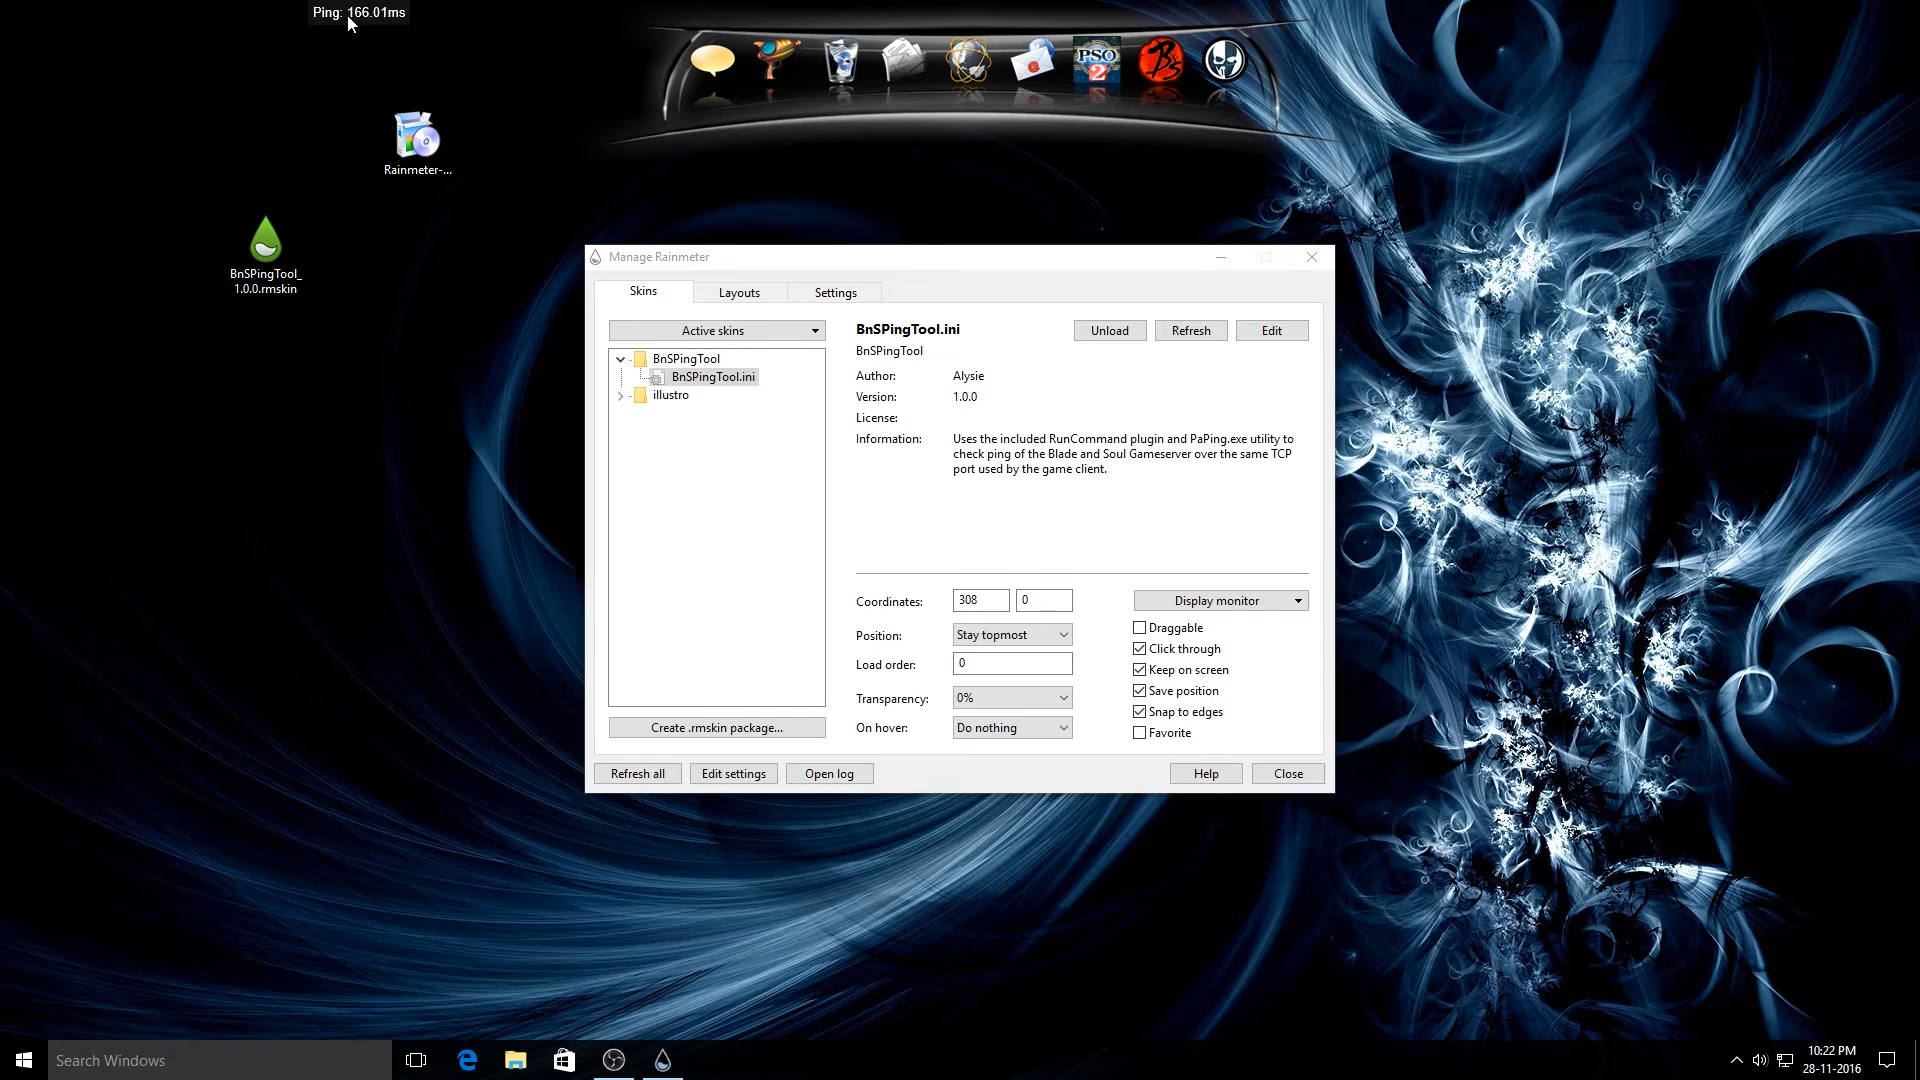 Ping: 166.01ms
PSO
2
Rainmeter-...
BnSPingTool_
1.0.0.rmskin
Manage Rainmeter
Skins
Layouts
Settings
Active skins
BnSPingTool
BnSPingTool.ini
illustro
Create .rmskin package...
BnSPingTool.ini
Unload
Refresh
Edit
BnSPingTool
Author: Alysie
Version: 1.0.0
License:
Information: Uses the included RunCommand plugin and PaPing.exe utility to
check ping of the Blade and Soul Gameserver over the same TCP
port used by the game client.
Coordinates: 308 0
Position: Stay topmost
Load order: 0
Transparency: 0%
On hover: Do nothing
Display monitor
Draggable
Click through
Keep on screen
Save position
Snap to edges
Favorite
Refresh all
Edit settings
Open log
Help
Close
Search Windows
10:22 PM
28-11-2016